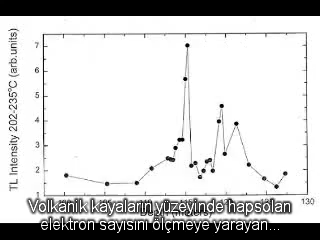 TL Intensity 202-235°C (arb.units)
7
6
5
4
3
2
1
130
Volkanik kayaların yüzeyinde hapsolan
elektron sayısını ölçmeye yarayan...